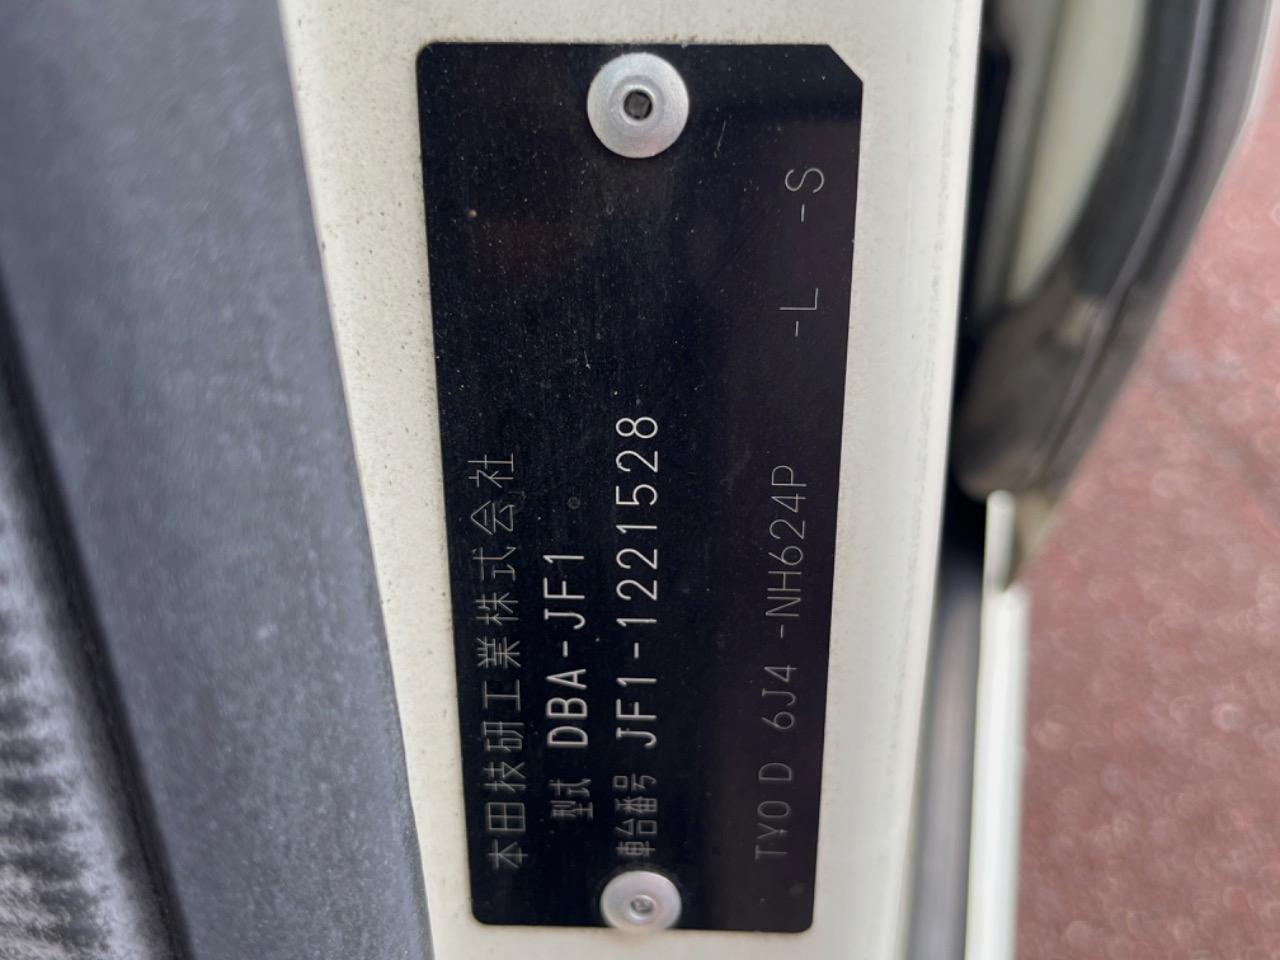 本田技研工業株式会社
型式 DBA-JF1
車台番号 JF1-1221528
TY0 D 6J4 -NH624P -L -S